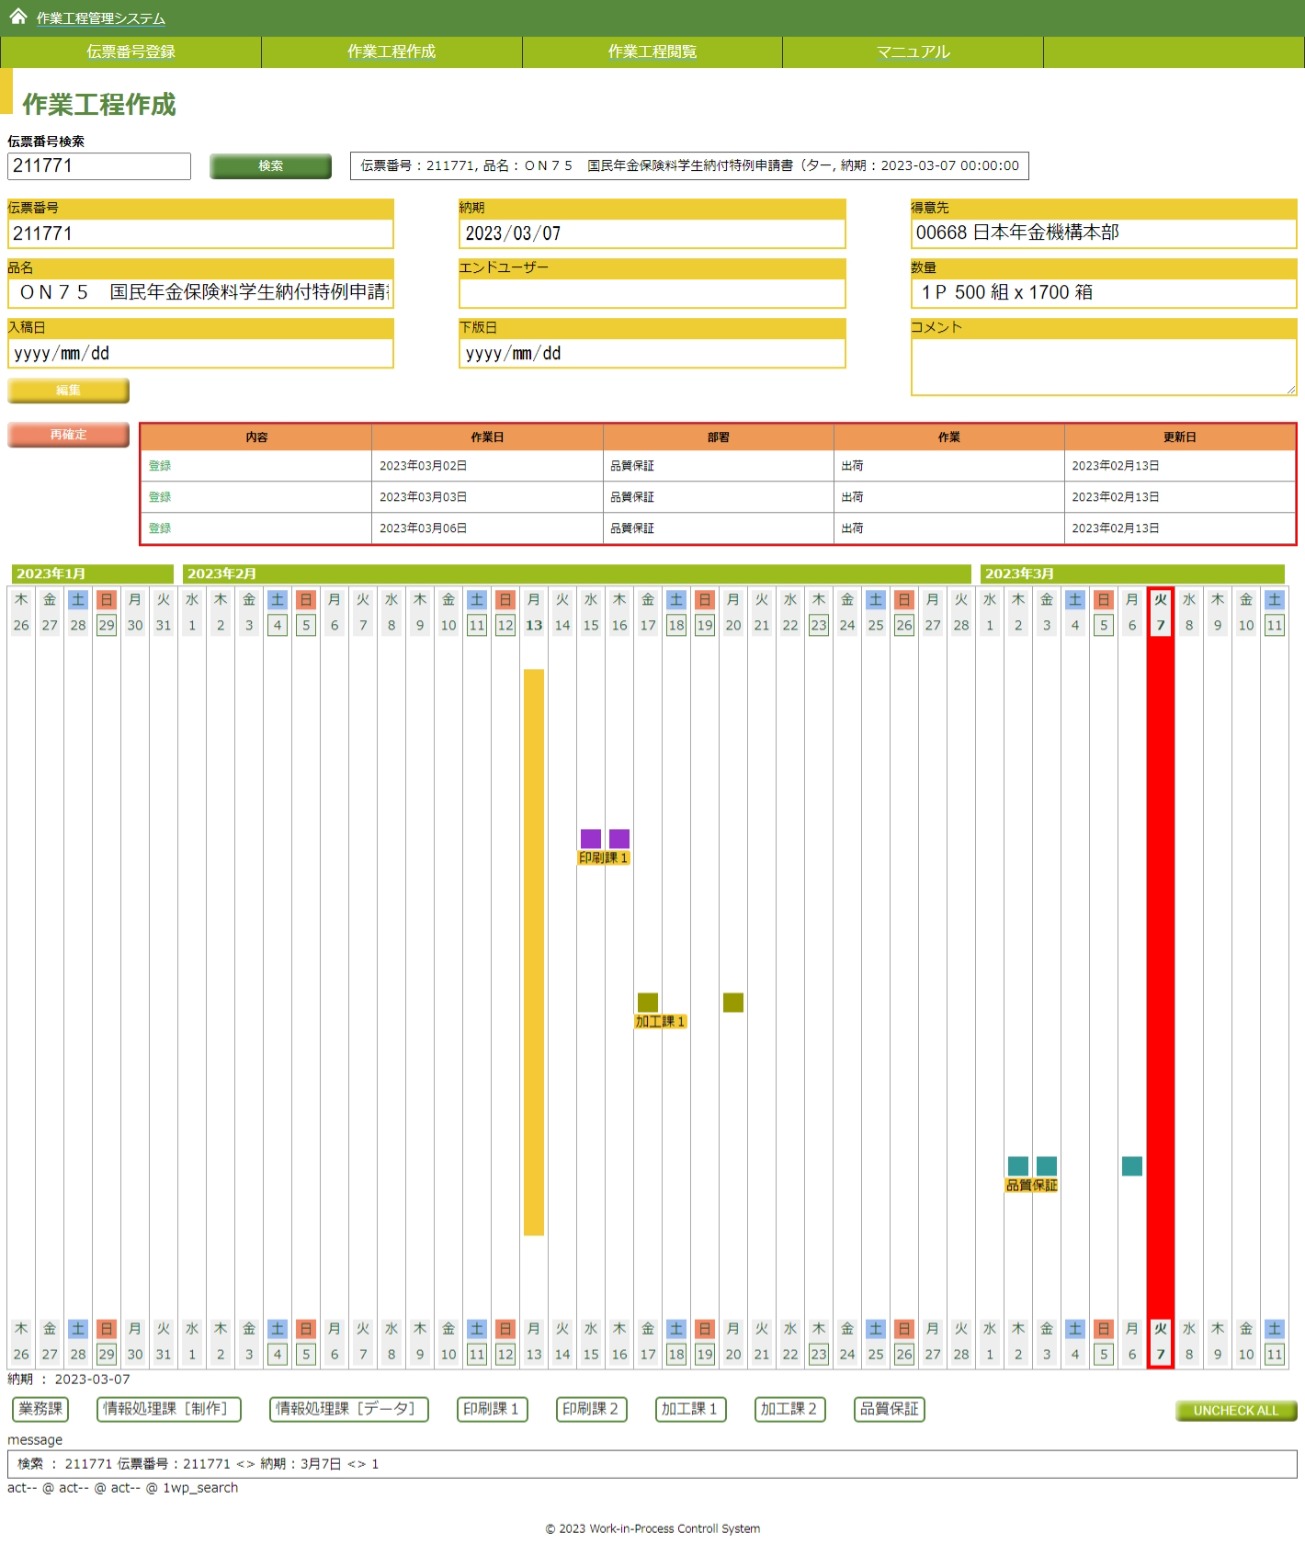 作業工程管理システム
伝票番号登録 作業工程作成 作業工程閲覧 マニュアル
作業工程作成
伝票番号検索
211771 検索 伝票番号：211771, 品名：ＯＮ７５　国民年金保険料学生納付特例申請書（ター, 納期：2023-03-07 00:00:00
伝票番号 納期 得意先
211771 2023/03/07 00668 日本年金機構本部
品名 エンドユーザー 数量
ＯＮ７５　国民年金保険料学生納付特例申請 1Ｐ 500 組 x 1700 箱
入稿日 下版日 コメント
yyyy/mm/dd yyyy/mm/dd
編集
再確定 内容 作業日 部署 作業 更新日
登録 2023年03月02日 品質保証 出荷 2023年02月13日
登録 2023年03月03日 品質保証 出荷 2023年02月13日
登録 2023年03月06日 品質保証 出荷 2023年02月13日
2023年1月 2023年2月 2023年3月
木 金 土 日 月 火 水 木 金 土 日 月 火 水 木 金 土 日 月 火 水 木 金 土 日 月 火 水 木 金 土 日 月 火 水 木 金 土 日 月 火 水 木 金 土
26 27 28 29 30 31 1 2 3 4 5 6 7 8 9 10 11 12 13 14 15 16 17 18 19 20 21 22 23 24 25 26 27 28 1 2 3 4 5 6 7 8 9 10 11
印刷課１
加工課１
品質保証
木 金 土 日 月 火 水 木 金 土 日 月 火 水 木 金 土 日 月 火 水 木 金 土 日 月 火 水 木 金 土 日 月 火 水 木 金 土 日 月 火 水 木 金 土
26 27 28 29 30 31 1 2 3 4 5 6 7 8 9 10 11 12 13 14 15 16 17 18 19 20 21 22 23 24 25 26 27 28 1 2 3 4 5 6 7 8 9 10 11
納期 ： 2023-03-07
業務課 情報処理課［制作］ 情報処理課［データ］ 印刷課１ 印刷課２ 加工課１ 加工課２ 品質保証 UNCHECK ALL
message
検索 ： 211771 伝票番号：211771 <> 納期：3月7日 <> 1
act-- @ act-- @ act-- @ 1wp_search
© 2023 Work-in-Process Controll System